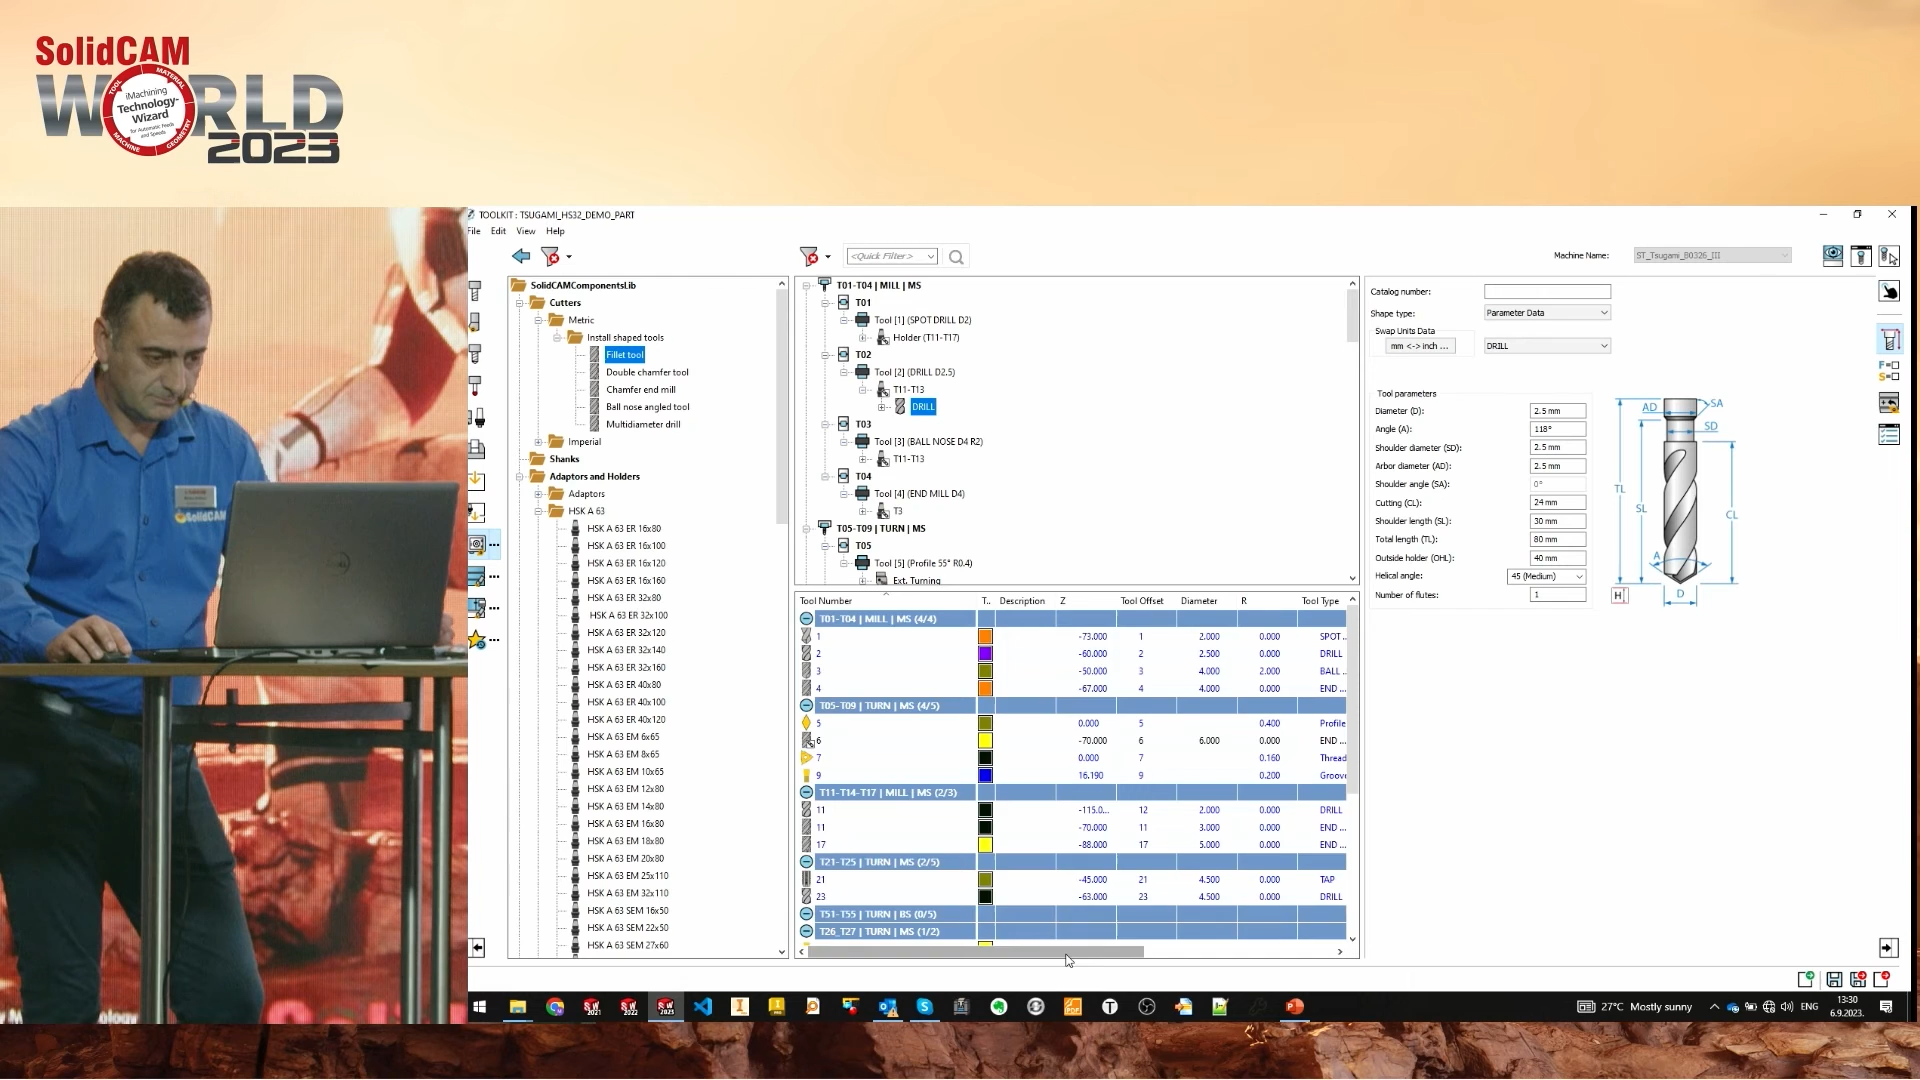 SolidCAM
WORLD
2023
TOOL
MATERIAL
iMachining
Technology-
Wizard
for Automatic Feeds
and Speeds
MACHINE
GEOMETRY
SolidCAM
TOOLKIT : TSUGAMI_HS32_DEMO_PART
File Edit View Help
<Quick Filter>
Machine Name: ST_Tsugami_B0326_III
SolidCAMComponentsLib
Cutters
Metric
Install shaped tools
Fillet tool
Double chamfer tool
Chamfer end mill
Ball nose angled tool
Multidiameter drill
Imperial
Shanks
Adaptors and Holders
Adaptors
HSK A 63
HSK A 63 ER 16x80
HSK A 63 ER 16x100
HSK A 63 ER 16x120
HSK A 63 ER 16x160
HSK A 63 ER 32x80
HSK A 63 ER 32x100
HSK A 63 ER 32x120
HSK A 63 ER 32x140
HSK A 63 ER 32x160
HSK A 63 ER 40x80
HSK A 63 ER 40x100
HSK A 63 ER 40x120
HSK A 63 EM 6x65
HSK A 63 EM 8x65
HSK A 63 EM 10x65
HSK A 63 EM 12x80
HSK A 63 EM 14x80
HSK A 63 EM 16x80
HSK A 63 EM 18x80
HSK A 63 EM 20x80
HSK A 63 EM 25x110
HSK A 63 EM 32x110
HSK A 63 SEM 16x50
HSK A 63 SEM 22x50
HSK A 63 SEM 27x60
T01-T04 | MILL | MS
T01
Tool [1] (SPOT DRILL D2)
Holder (T11-T17)
T02
Tool [2] (DRILL D2.5)
T11-T13
DRILL
T03
Tool [3] (BALL NOSE D4 R2)
T11-T13
T04
Tool [4] (END MILL D4)
T3
T05-T09 | TURN | MS
T05
Tool [5] (Profile 55° R0.4)
Ext. Turning
Tool Number T.. Description Z Tool Offset Diameter R Tool Type
T01-T04 | MILL | MS (4/4)
1 -73.000 1 2.000 0.000 SPOT ...
2 -60.000 2 2.500 0.000 DRILL
3 -50.000 3 4.000 2.000 BALL ...
4 -67.000 4 4.000 0.000 END ...
T05-T09 | TURN | MS (4/5)
5 0.000 5 0.400 Profile
6 -70.000 6 6.000 0.000 END ...
7 0.000 7 0.160 Thread
9 16.190 9 0.200 Groov
T11-T14-T17 | MILL | MS (2/3)
11 -115.0... 12 2.000 0.000 DRILL
11 -70.000 11 3.000 0.000 END ...
17 -88.000 17 5.000 0.000 END ...
T21-T25 | TURN | MS (2/5)
21 -45.000 21 4.500 0.000 TAP
23 -63.000 23 4.500 0.000 DRILL
T51-T55 | TURN | BS (0/5)
T26_T27 | TURN | MS (1/2)
Catalog number:
Shape type: Parameter Data
Swap Units Data
mm <-> inch ... DRILL
Tool parameters
Diameter (D): 2.5 mm
Angle (A): 118°
Shoulder diameter (SD): 2.5 mm
Arbor diameter (AD): 2.5 mm
Shoulder angle (SA): 0°
Cutting (CL): 24 mm
Shoulder length (SL): 30 mm
Total length (TL): 80 mm
Outside holder (OHL): 40 mm
Helical angle: 45 (Medium)
Number of flutes: 1
AD SA
SD
TL
SL
CL
A
H
D
F=
S=
27°C Mostly sunny
ENG
13:30
6.9.2023.